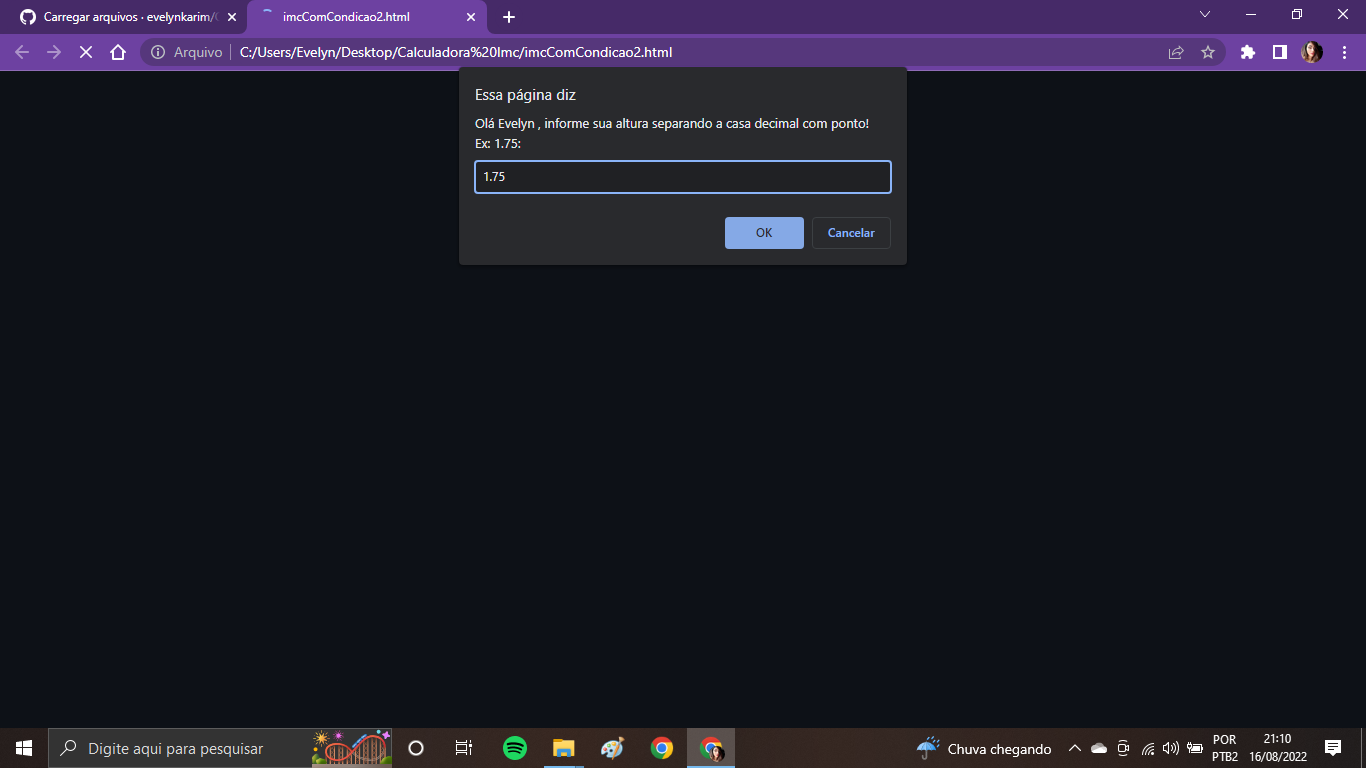 Carregar arquivos · evelynkarim/
imcComCondicao2.html
Arquivo
C:/Users/Evelyn/Desktop/Calculadora%20Imc/imcComCondicao2.html
Essa página diz
Olá Evelyn , informe sua altura separando a casa decimal com ponto!
Ex: 1.75:
1.75
OK
Cancelar
Digite aqui para pesquisar
Chuva chegando
POR
PTB2
21:10
16/08/2022